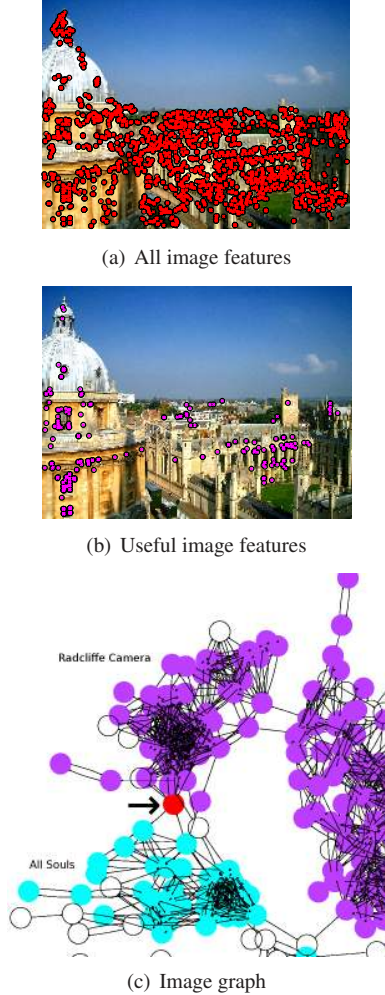 (a) All image features
(b) Useful image features
Radcliffe Camera
All Souls
(c) Image graph